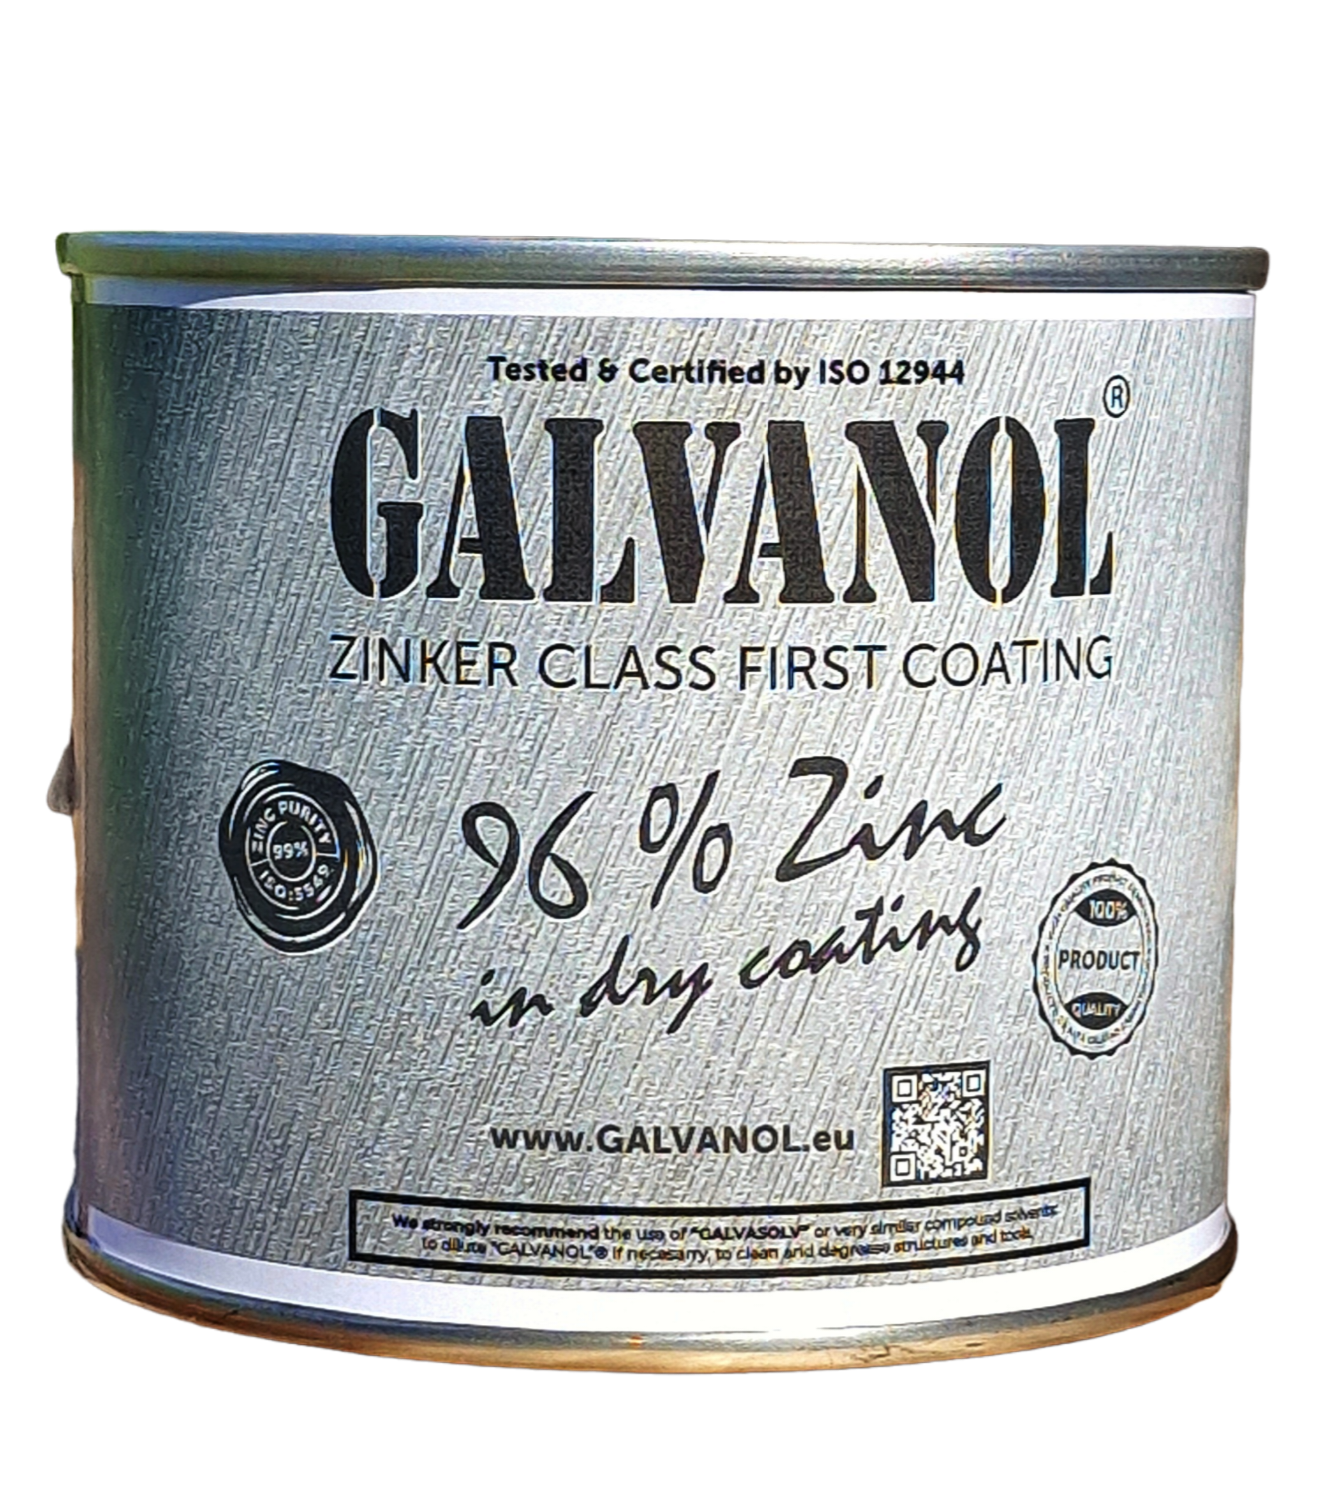 Tested & Certified by ISO 12944
GALVANOL®
ZINKER CLASS FIRST COATING
96 % Zinc
in dry coating
ZINC PURITY
99%
ISO:5549
100%
PRODUCT
QUALITY
www.GALVANOL.eu
We strongly recommend the use of "GALVASOLV" or very similar compound solvents
to dilute "GALVANOL"® if necesarry, to clean and degrease structures and tools.